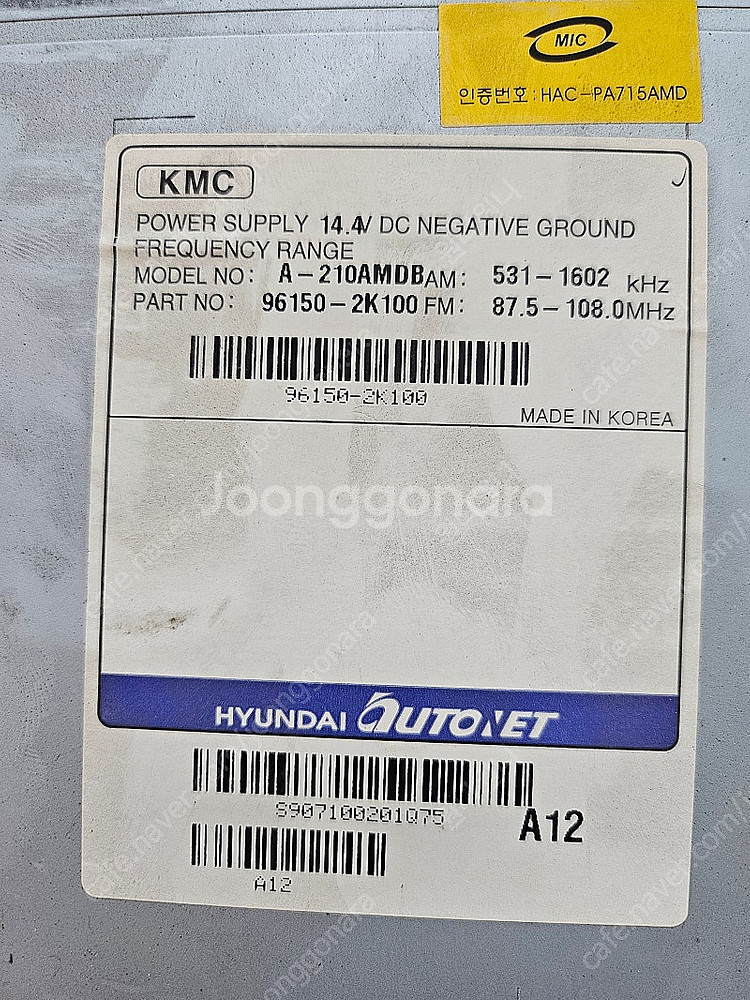 MIC
인증번호 : HAC-PA715AMD
KMC
POWER SUPPLY 14.4V DC NEGATIVE GROUND
FREQUENCY RANGE
MODEL NO: A-210AMDB AM: 531-1602 kHz
PART NO: 96150-2K100 FM: 87.5-108.0MHz
96150-2K100
MADE IN KOREA
Joonggonara
HYUNDAI AUTONET
S907100201Q75
A12
A12